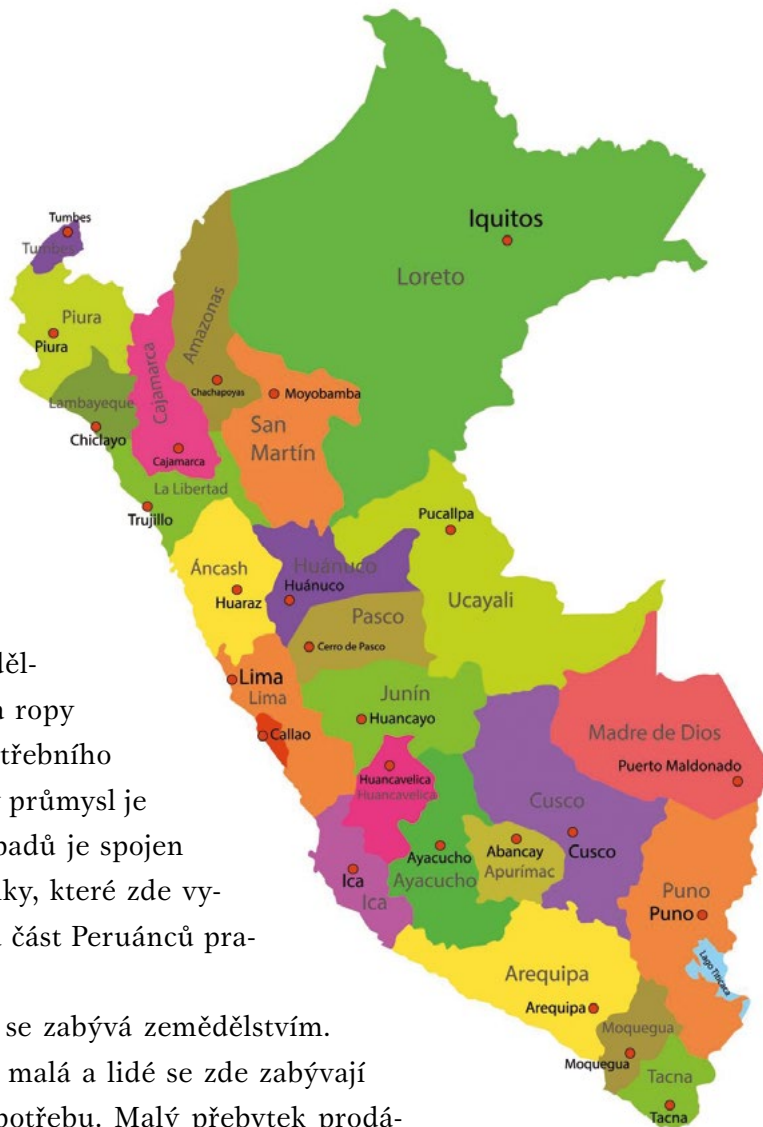 Iquitos
Loreto
Tumbes
Tumbes
Piura
Piura
Amazonas
Cajamarca
Chachapoyas
Moyobamba
Lambayeque
Chiclayo
San
Martín
Cajamarca
La Libertad
Trujillo
Pucallpa
Áncash
Huaraz
Huánuco
Huánuco
Ucayali
Pasco
Cerro de Pasco
Lima
Lima
Junín
Huancayo
Callao
Madre de Dios
Puerto Maldonado
Huancavelica
Huancavelica
Cusco
Cusco
Ayacucho
Ayacucho
Abancay
Apurímac
Ica
Ica
Puno
Puno
Lago Titicaca
Arequipa
Arequipa
Moquegua
Moquegua
Tacna
Tacna
děl-
a ropy
třebního
průmysl je
padů je spojen
ky, které zde vy-
část Peruánců pra-
se zabývá zemědělstvím.
malá a lidé se zde zabývají
potřebu. Malý přebytek prodá-